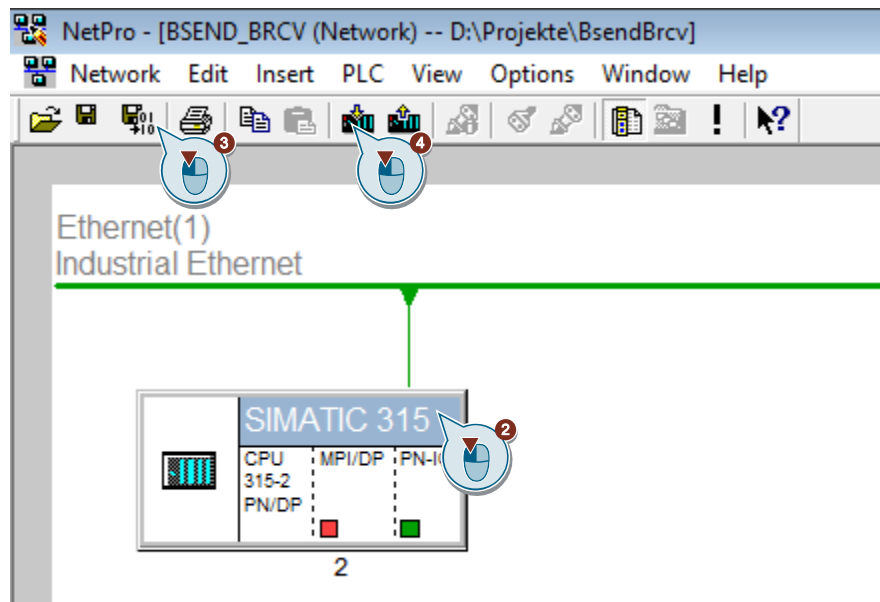 NetPro - [BSEND_BRCV (Network) -- D:\Projekte\BsendBrcv]
Network Edit Insert PLC View Options Window Help
3 4
Ethernet(1)
Industrial Ethernet
SIMATIC 315
2
CPU MPI/DP PN-IO
315-2
PN/DP
2